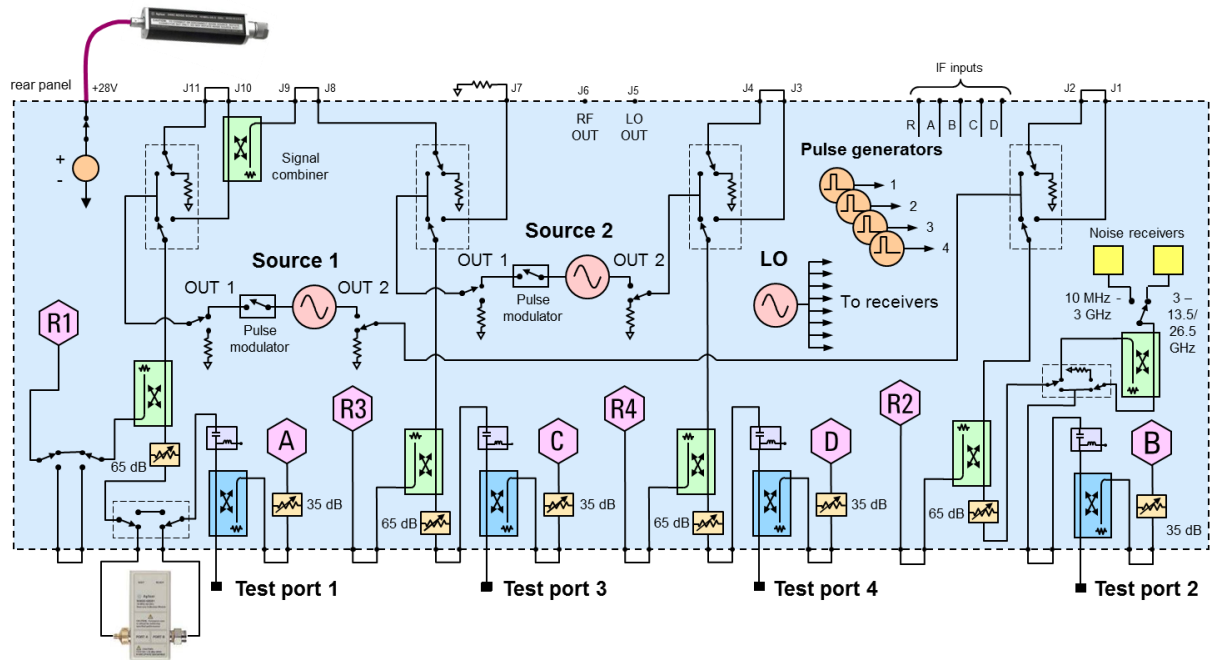 IF inputs
rear panel
+28V
J11
J10
J9
J8
J7
J6
J5
J4
J3
J2
J1
RF
OUT
LO
OUT
R
A
B
C
D
+
-
Signal
combiner
Pulse generators
1
2
3
4
Source 1
OUT 1
OUT 2
Pulse
modulator
Source 2
OUT 1
OUT 2
Pulse
modulator
LO
To receivers
Noise receivers
10 MHz -
3 GHz
3 –
13.5/
26.5
GHz
R1
R3
R4
R2
A
C
D
B
65 dB
35 dB
65 dB
35 dB
65 dB
35 dB
65 dB
35 dB
Test port 1
Test port 3
Test port 4
Test port 2
Agilent